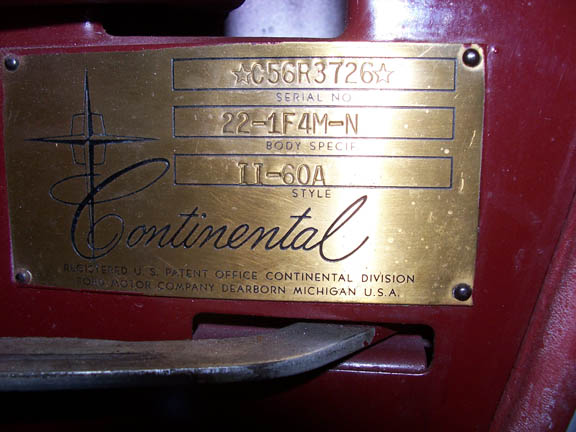 ☆C56R3726☆
SERIAL NO
22-1F4M-N
BODY SPECIF
II-60A
STYLE
Continental
REGISTERED U.S. PATENT OFFICE CONTINENTAL DIVISION
FORD MOTOR COMPANY DEARBORN MICHIGAN U.S.A.